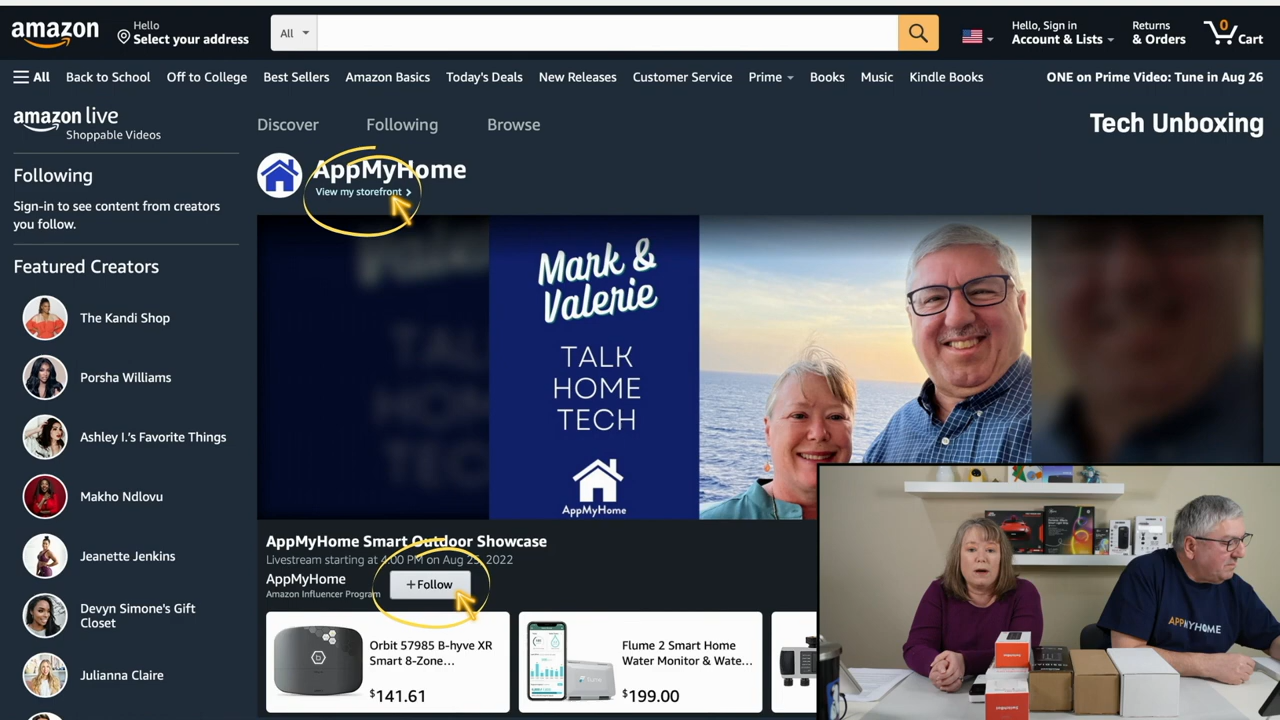 amazon
Hello
Select your address
All
Hello, Sign in
Account & Lists
Returns
& Orders
0
Cart
All
Back to School
Off to College
Best Sellers
Amazon Basics
Today's Deals
New Releases
Customer Service
Prime
Books
Music
Kindle Books
ONE on Prime Video: Tune in Aug 26
amazon live
Shoppable Videos
Discover
Following
Browse
Tech Unboxing
AppMyHome
View my storefront
Following
Sign-in to see content from creators
you follow.
Featured Creators
The Kandi Shop
Porsha Williams
Ashley I.'s Favorite Things
Makho Ndlovu
Jeanette Jenkins
Devyn Simone's Gift
Closet
Julianna Claire
Mark &
Valerie
TALK
HOME
TECH
AppMyHome
AppMyHome Smart Outdoor Showcase
Livestream starting at 4:00 PM on Aug 25, 2022
AppMyHome
Amazon Influencer Program
+Follow
Orbit 57985 B-hyve XR
Smart 8-Zone...
$141.61
Flume 2 Smart Home
Water Monitor & Wate...
$199.00
APPMYHOME